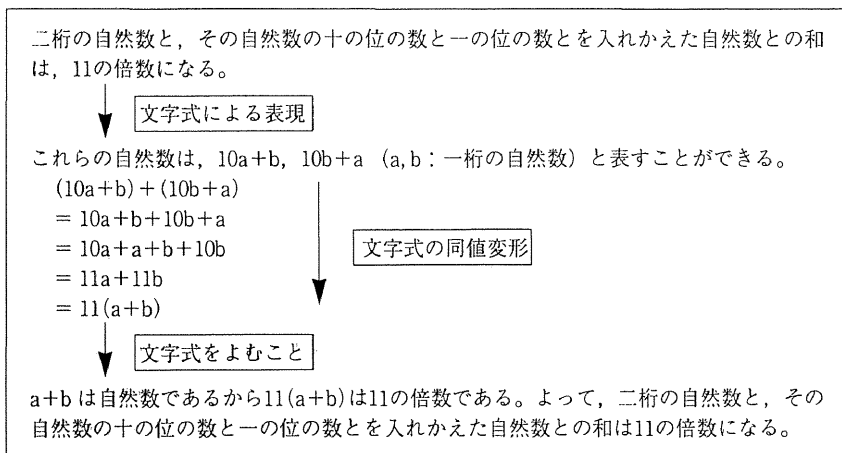 二桁の自然数と，その自然数の十の位の数と一の位の数とを入れかえた自然数との和
は，11の倍数になる。
文字式による表現
これらの自然数は，10a+b，10b+a （a, b：一桁の自然数）と表すことができる。
(10a+b)+(10b+a)
= 10a+b+10b+a
= 10a+a+b+10b
文字式の同値変形
= 11a+11b
= 11(a+b)
文字式をよむこと
a+b は自然数であるから11(a+b)は11の倍数である。よって，二桁の自然数と，その
自然数の十の位の数と一の位の数とを入れかえた自然数との和は11の倍数になる。